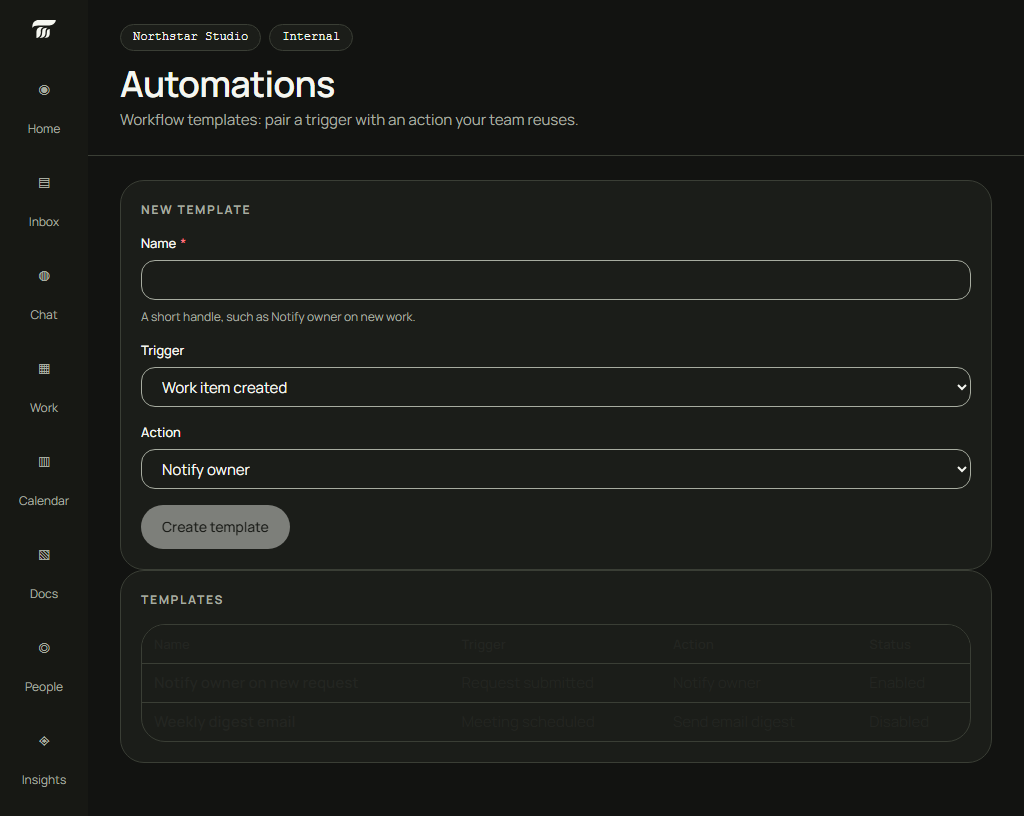 Northstar Studio
Internal
Automations
Workflow templates: pair a trigger with an action your team reuses.
Home
Inbox
Chat
Work
Calendar
Docs
People
Insights
NEW TEMPLATE
Name *
A short handle, such as Notify owner on new work.
Trigger
Work item created
Action
Notify owner
Create template
TEMPLATES
Name Trigger Action Status
Notify owner on new request Request submitted Notify owner Enabled
Weekly digest email Meeting scheduled Send email digest Disabled